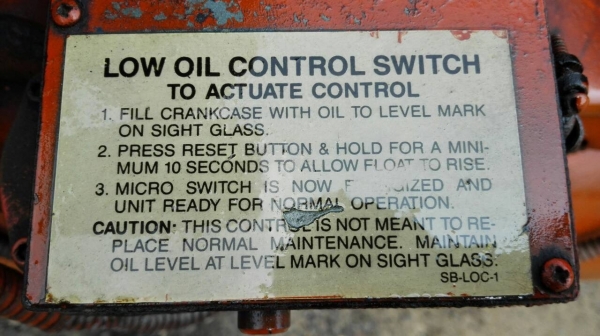 LOW OIL CONTROL SWITCH
TO ACTUATE CONTROL
1. FILL CRANKCASE WITH OIL TO LEVEL MARK
ON SIGHT GLASS.
2. PRESS RESET BUTTON & HOLD FOR A MINI-
MUM 10 SECONDS TO ALLOW FLOAT TO RISE.
3. MICRO SWITCH IS NOW AND
UNIT READY FOR NORMAL OPERATION.
CAUTION: THIS CONTROL IS NOT MEANT TO RE-
PLACE NORMAL MAINTENANCE. MAINTAIN
OIL LEVEL AT LEVEL MARK ON SIGHT GLASS.
SB-LOC-1